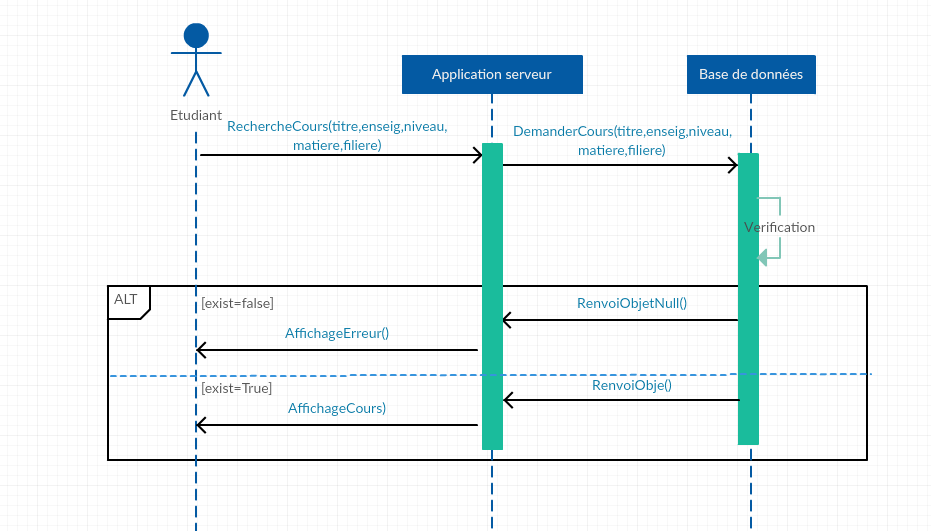 Application serveur
Base de données
Etudiant
RechercheCours(titre,enseig,niveau,
matiere,filiere)
DemanderCours(titre,enseig,niveau,
matiere,filiere)
Verification
ALT
[exist=false]
RenvoiObjetNull()
AffichageErreur()
[exist=True]
RenvoiObje()
AffichageCours)